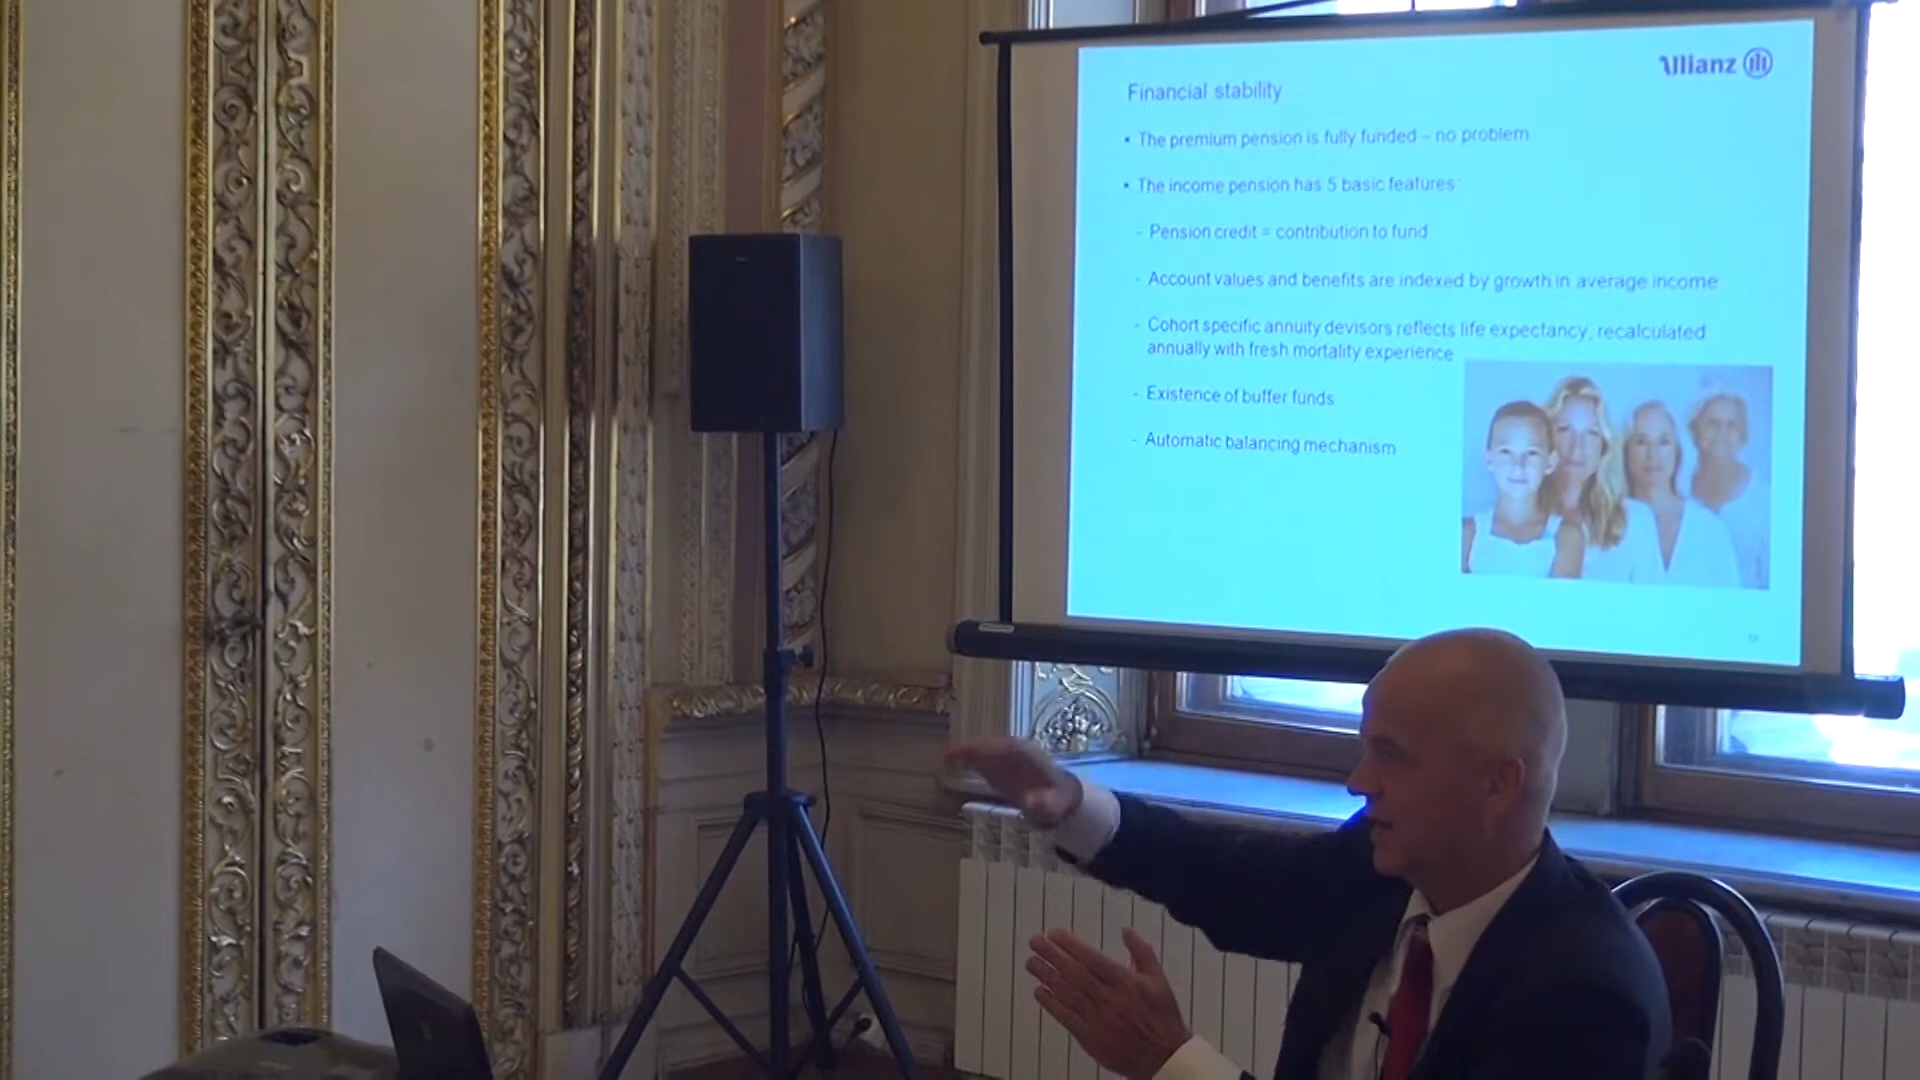 Allianz
Financial stability
• The premium pension is fully funded – no problem
• The income pension has 5 basic features
- Pension credit = contribution to fund
- Account values and benefits are indexed by growth in average income
- Cohort specific annuity devisors reflects life expectancy, recalculated
annually with fresh mortality experience
- Existence of buffer funds
- Automatic balancing mechanism